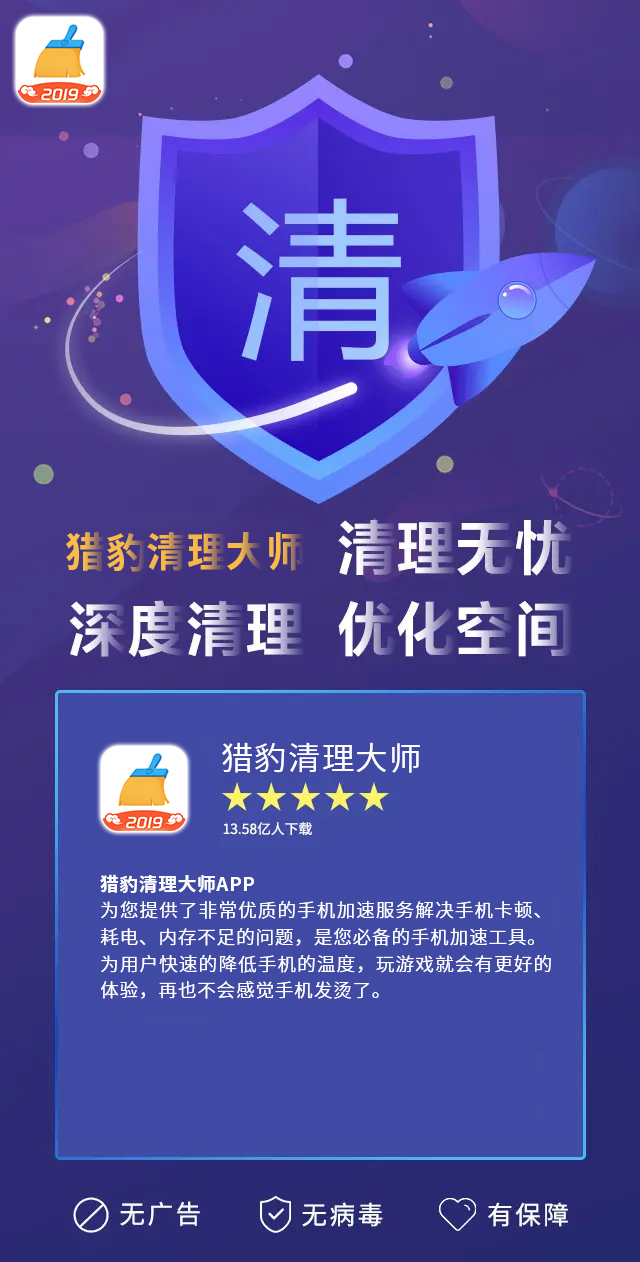 2019
清
猎豹清理大师 清理无忧
深度清理 优化空间
猎豹清理大师
2019
13.58亿人下载
猎豹清理大师APP
为您提供了非常优质的手机加速服务解决手机卡顿、
耗电、内存不足的问题，是您必备的手机加速工具。
为用户快速的降低手机的温度，玩游戏就会有更好的
体验，再也不会感觉手机发烫了。
无广告 无病毒 有保障